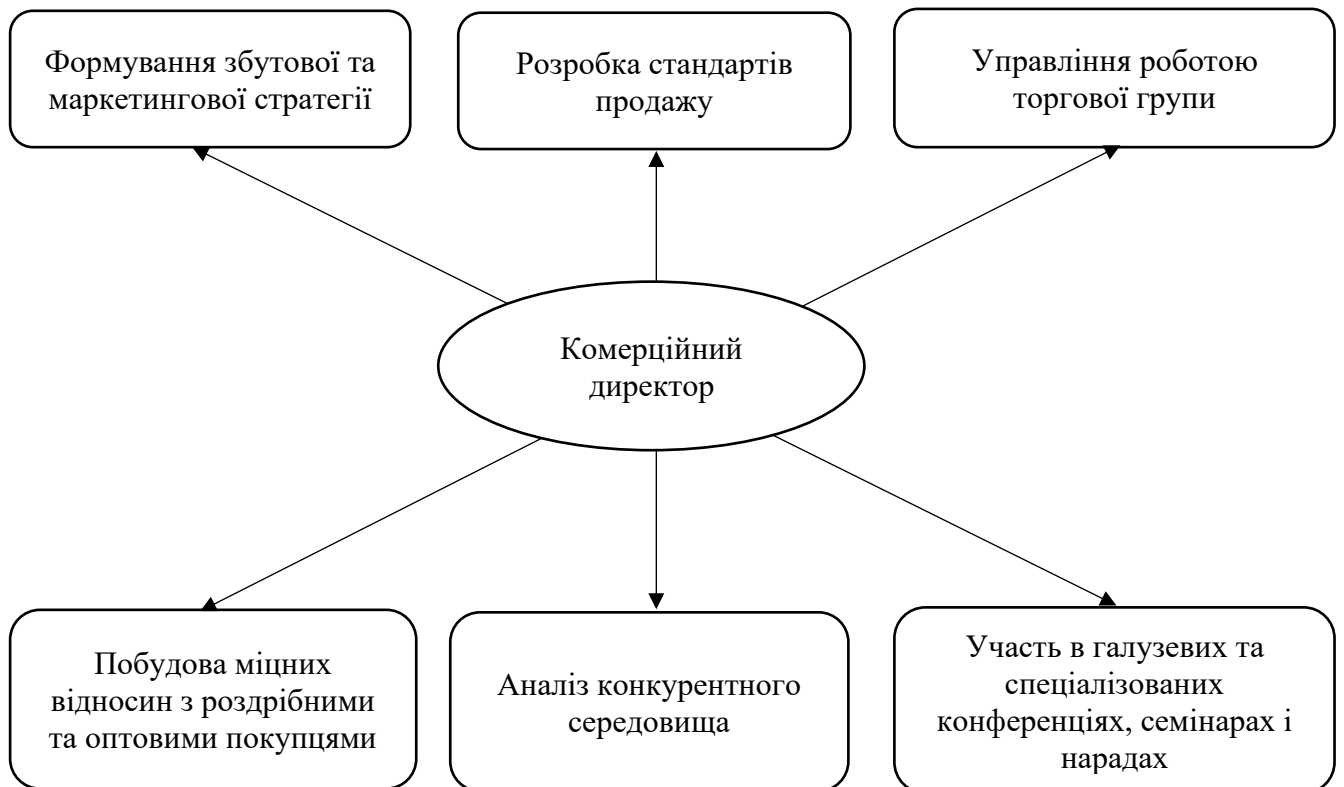 Формування збутової та
маркетингової стратегії
Розробка стандартів
продажу
Управління роботою
торгової групи
Комерційний
директор
Побудова міцних
відносин з роздрібними
та оптовими покупцями
Аналіз конкурентного
середовища
Участь в галузевих та
спеціалізованих
конференціях, семінарах і
нарадах